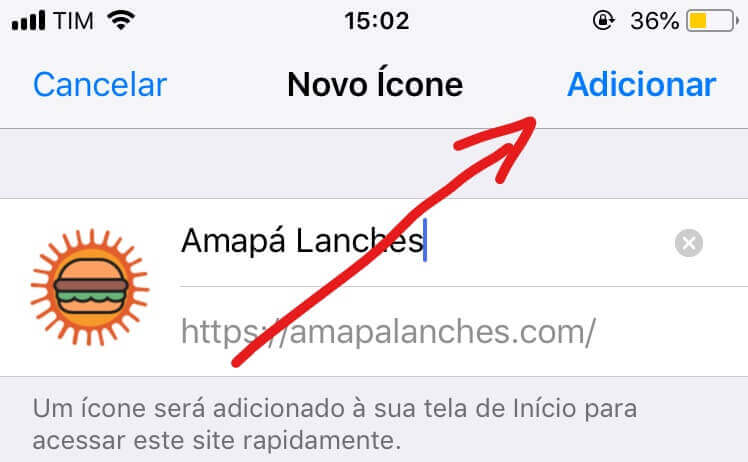 TIM 15:02 36%
Cancelar Novo Ícone Adicionar
Amapá Lanches
https://amapalanches.com/
Um ícone será adicionado à sua tela de Início para
acessar este site rapidamente.